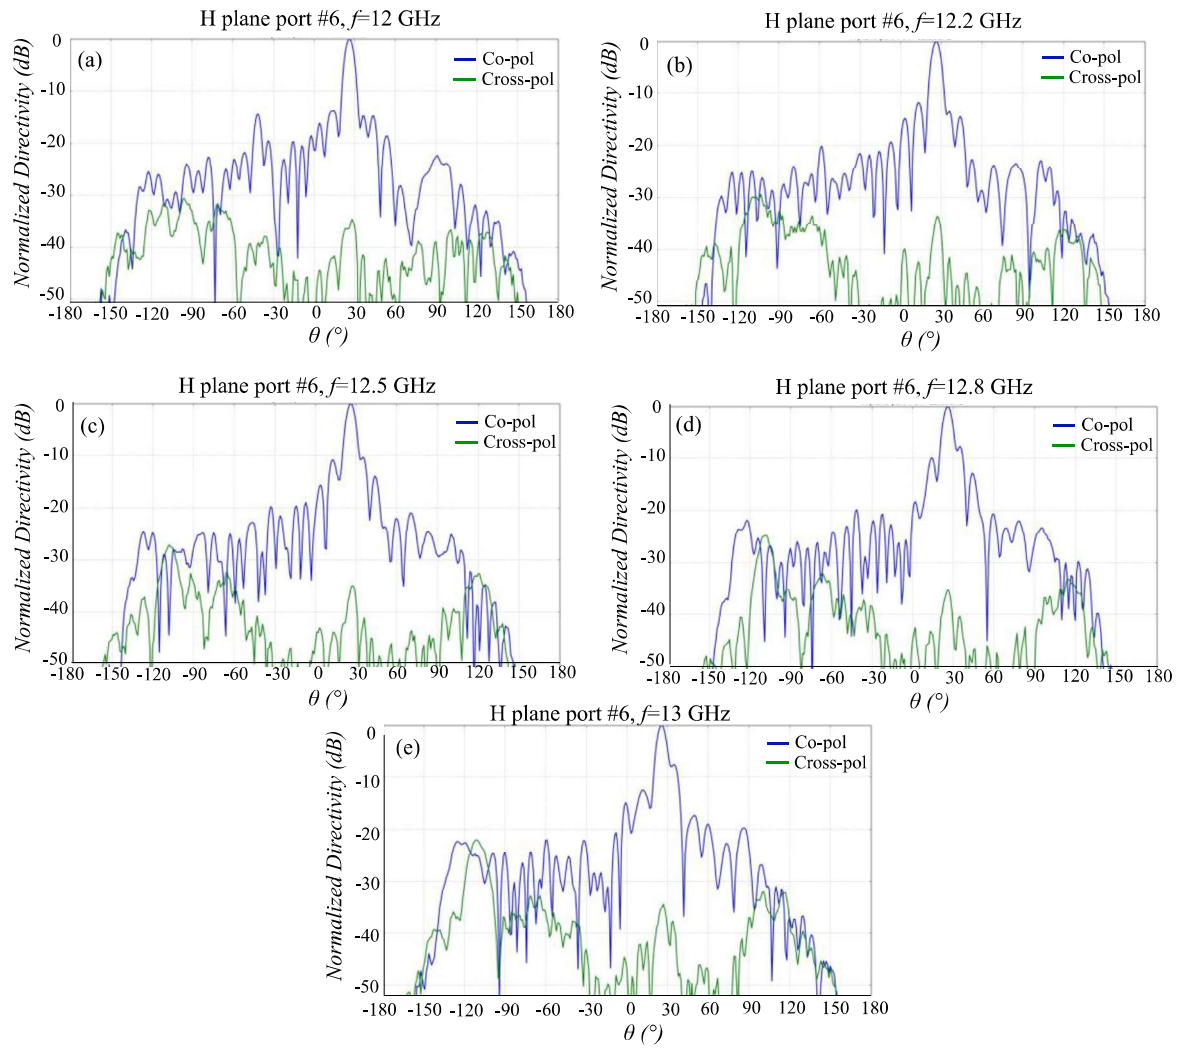 H plane port #6, f=12 GHz
(a)
Co-pol
Cross-pol
Normalized Directivity (dB)
0
-10
-20
-30
-40
-50
-180 -150 -120 -90 -60 -30 0 30 60 90 120 150 180
θ (°)
H plane port #6, f=12.2 GHz
(b)
Co-pol
Cross-pol
Normalized Directivity (dB)
0
-10
-20
-30
-40
-50
-180 -150 -120 -90 -60 -30 0 30 60 90 120 150 180
θ (°)
H plane port #6, f=12.5 GHz
(c)
Co-pol
Cross-pol
Normalized Directivity (dB)
0
-10
-20
-30
-40
-50
-180 -150 -120 -90 -60 -30 0 30 60 90 120 150 180
θ (°)
H plane port #6, f=12.8 GHz
(d)
Co-pol
Cross-pol
Normalized Directivity (dB)
0
-10
-20
-30
-40
-50
-180 -150 -120 -90 -60 -30 0 30 60 90 120 150 180
θ (°)
H plane port #6, f=13 GHz
(e)
Co-pol
Cross-pol
Normalized Directivity (dB)
0
-10
-20
-30
-40
-50
-180 -150 -120 -90 -60 -30 0 30 60 90 120 150 180
θ (°)